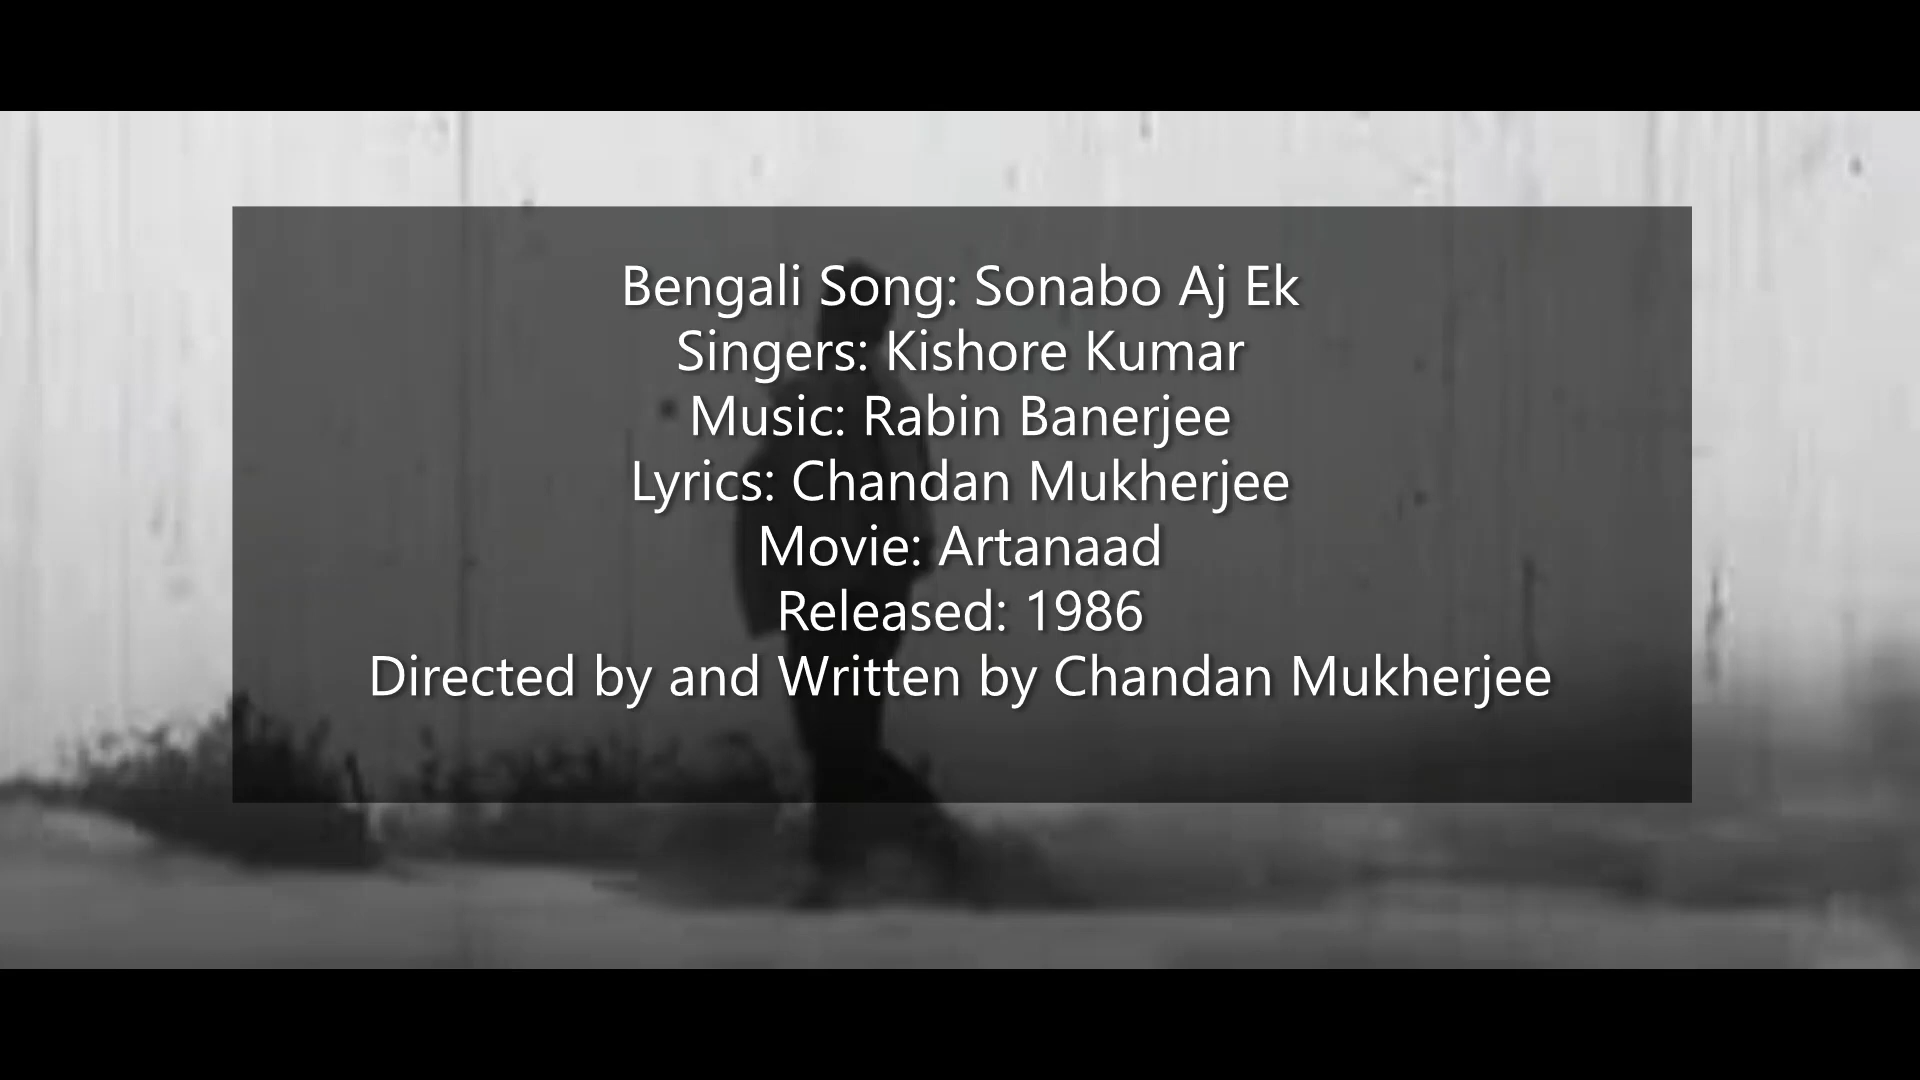 Bengali Song: Sonabo Aj Ek
Singers: Kishore Kumar
Music: Rabin Banerjee
Lyrics: Chandan Mukherjee
Movie: Artanaad
Released: 1986
Directed by and Written by Chandan Mukherjee